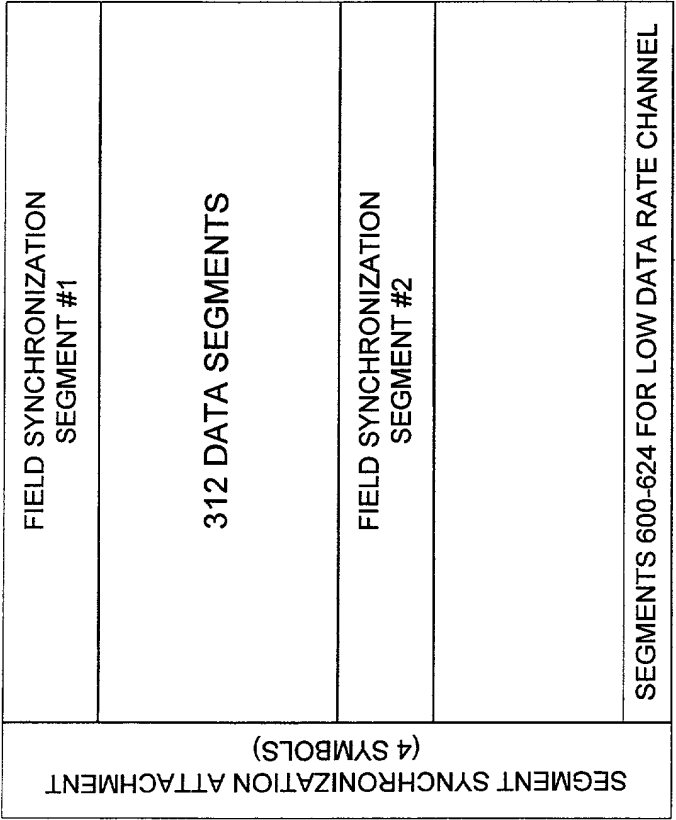 SEGMENT SYNCHRONIZATION ATTACHMENT
(4 SYMBOLS)
FIELD SYNCHRONIZATION
SEGMENT #1
312 DATA SEGMENTS
FIELD SYNCHRONIZATION
SEGMENT #2
SEGMENTS 600-624 FOR LOW DATA RATE CHANNEL